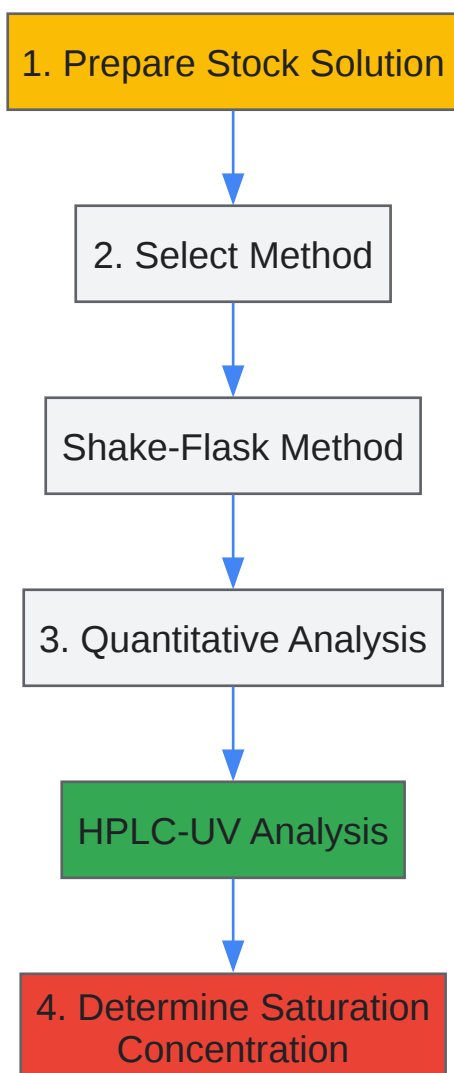 1. Prepare Stock Solution
2. Select Method
Shake-Flask Method
3. Quantitative Analysis
HPLC-UV Analysis
4. Determine Saturation
Concentration